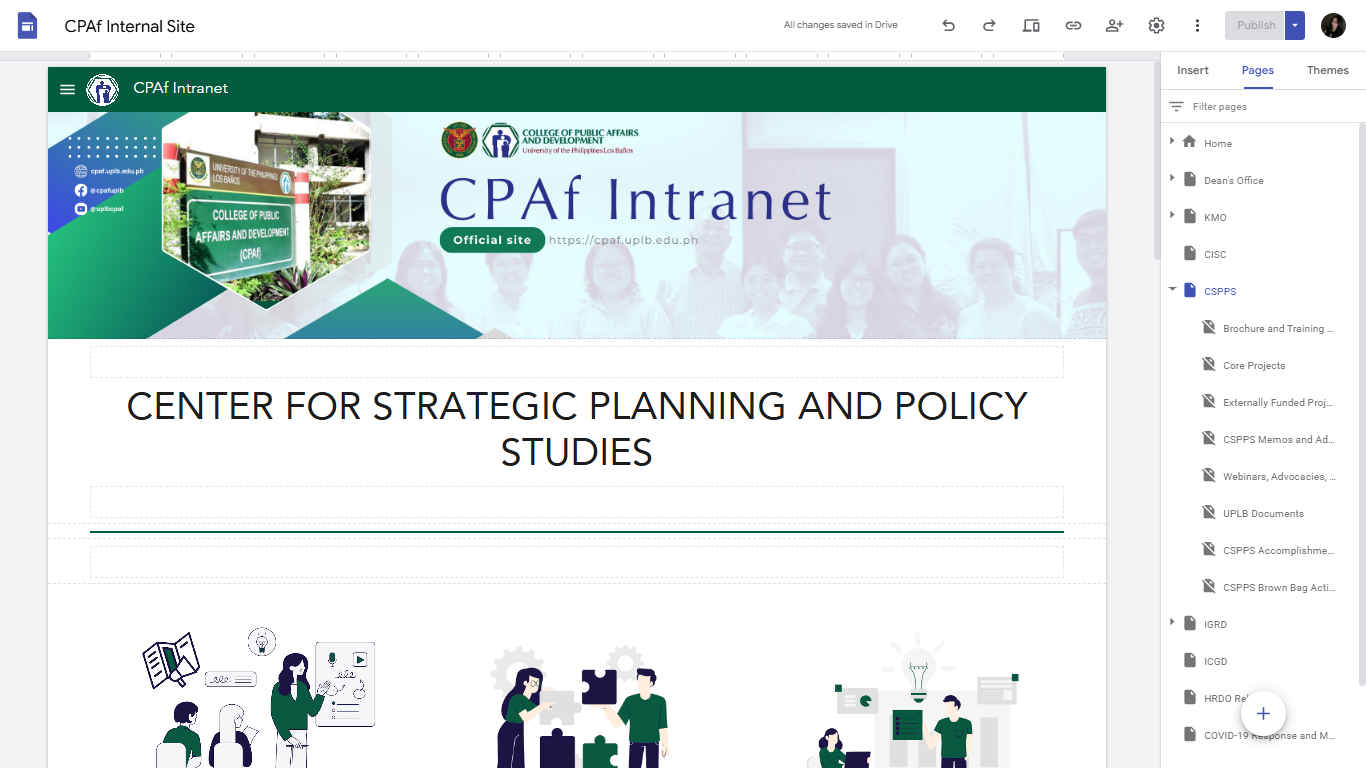 CPAf Internal Site
All changes saved in Drive
Publish
Insert
Pages
Themes
Filter pages
CPAf Intranet
cpaf.uplb.edu.ph
@cpafuplb
@uplbcpaf
UNIVERSITY OF THE PHILIPPINES
LOS BAÑOS
COLLEGE OF PUBLIC
AFFAIRS AND DEVELOPMENT
(CPAf)
COLLEGE OF PUBLIC AFFAIRS
AND DEVELOPMENT
University of the Philippines Los Baños
CPAf Intranet
Official site https://cpaf.uplb.edu.ph
CENTER FOR STRATEGIC PLANNING AND POLICY
STUDIES
Home
Dean's Office
KMO
CISC
CSPPS
Brochure and Training ...
Core Projects
Externally Funded Proj...
CSPPS Memos and Ad...
Webinars, Advocacies, ...
UPLB Documents
CSPPS Accomplishme...
CSPPS Brown Bag Acti...
IGRD
ICGD
HRDO
COVID-19 Response and M...